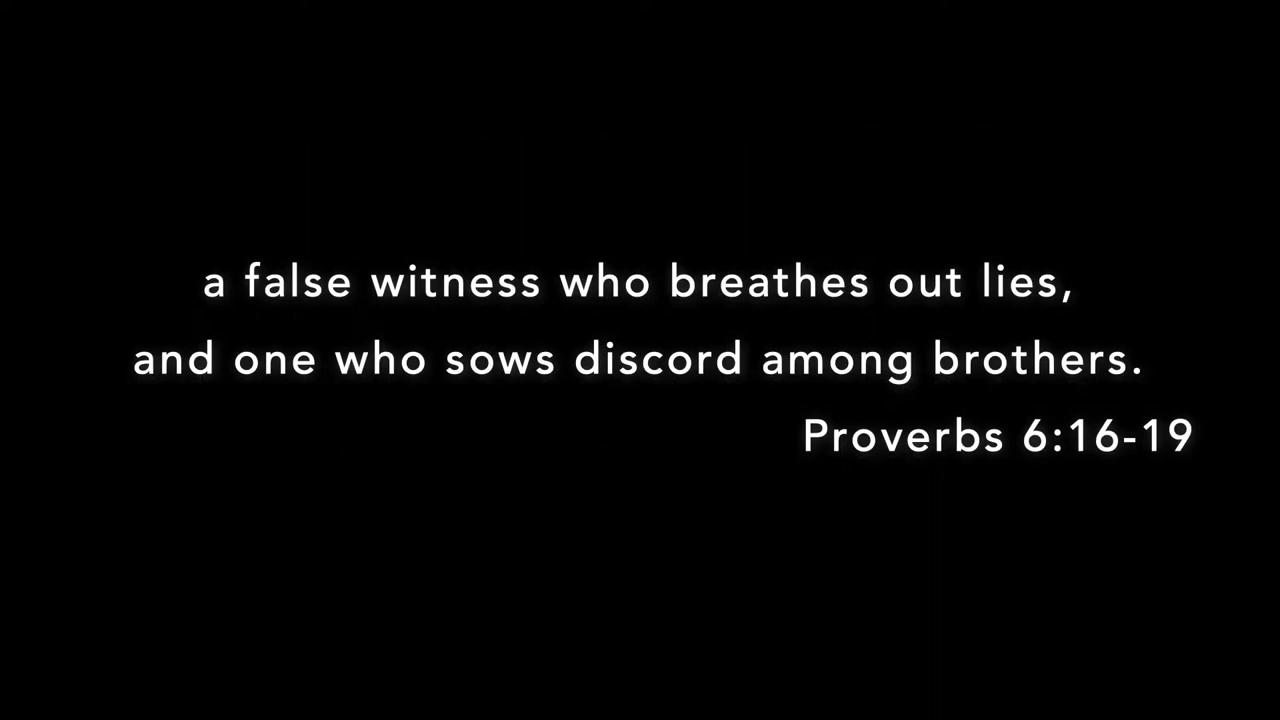 a false witness who breathes out lies,
and one who sows discord among brothers.
Proverbs 6:16-19